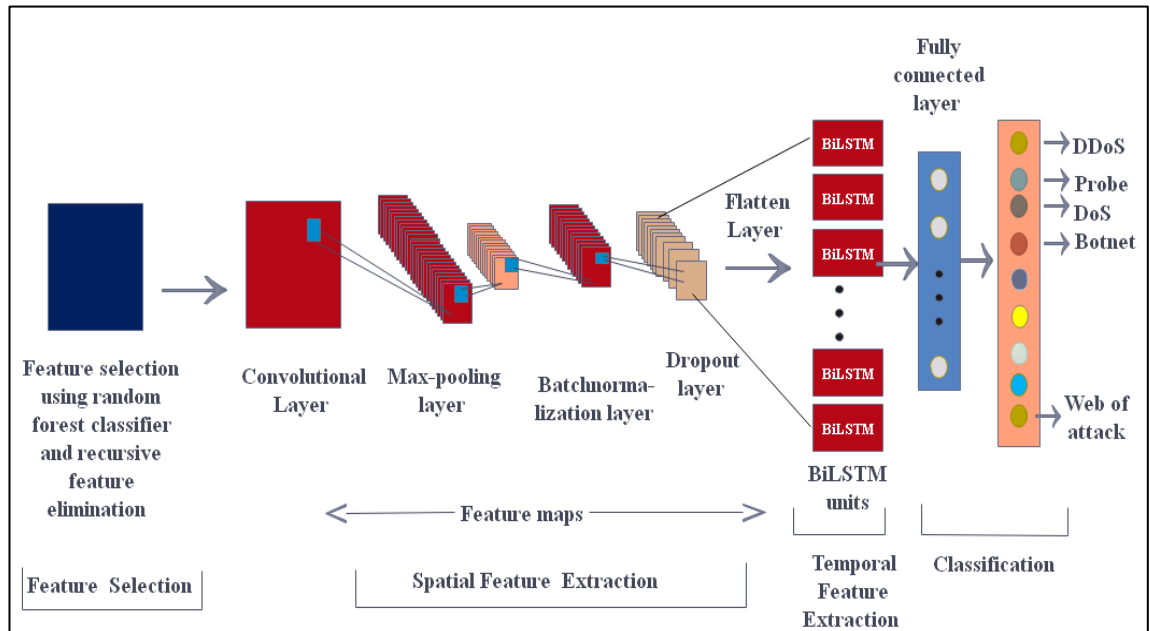 Feature selection
using random
forest classifier
and recursive
feature
elimination
Convolutional
Layer
Max-pooling
layer
Batchnorma-
lization layer
Dropout
layer
Flatten
Layer
BiLSTM
BiLSTM
BiLSTM
BiLSTM
BiLSTM
BiLSTM
units
Fully
connected
layer
DDoS
Probe
DoS
Botnet
Web of
attack
Feature maps
Feature Selection
Spatial Feature Extraction
Temporal
Feature
Extraction
Classification